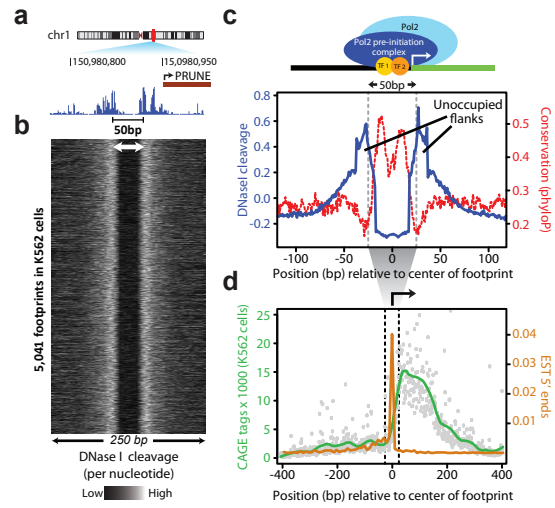 a
chr1
150,980,800
150,980,950
PRUNE
50bp
b
5,041 footprints in K562 cells
250 bp
DNase I cleavage
(per nucleotide)
Low
High
c
Pol2
Pol2 pre-initiation
complex
TF 1
TF 2
50bp
0.8
0.6
0.4
0.2
0.0
-0.2
DNaseI cleavage
Unoccupied
flanks
0.5
0.4
0.3
0.2
Conservation (phyloP)
-100
-50
0
50
100
Position (bp) relative to center of footprint
d
25
20
15
10
5
0
CAGE tags x 1000 (K562 cells)
0.04
0.03
0.02
0.01
EST 5' ends
-400
-200
0
200
400
Position (bp) relative to center of footprint